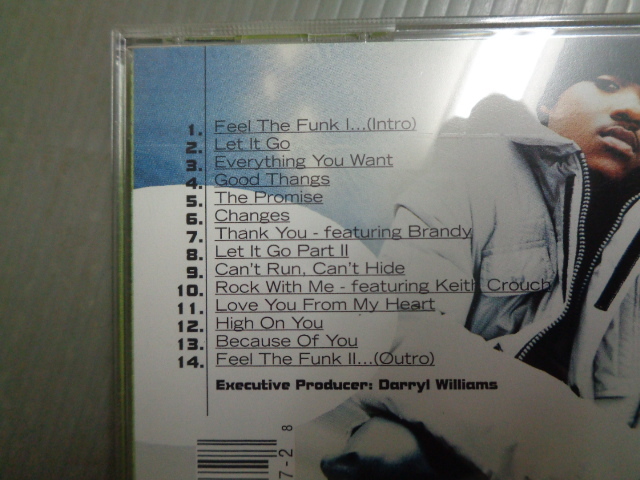 1. Feel The Funk I...(Intro)
2. Let It Go
3. Everything You Want
4. Good Thangs
5. The Promise
6. Changes
7. Thank You - featuring Brandy
8. Let It Go Part II
9. Can't Run, Can't Hide
10. Rock With Me - featuring Keith Crouch
11. Love You From My Heart
12. High On You
13. Because Of You
14. Feel The Funk II...(Outro)
Executive Producer: Darryl Williams
7-2 8